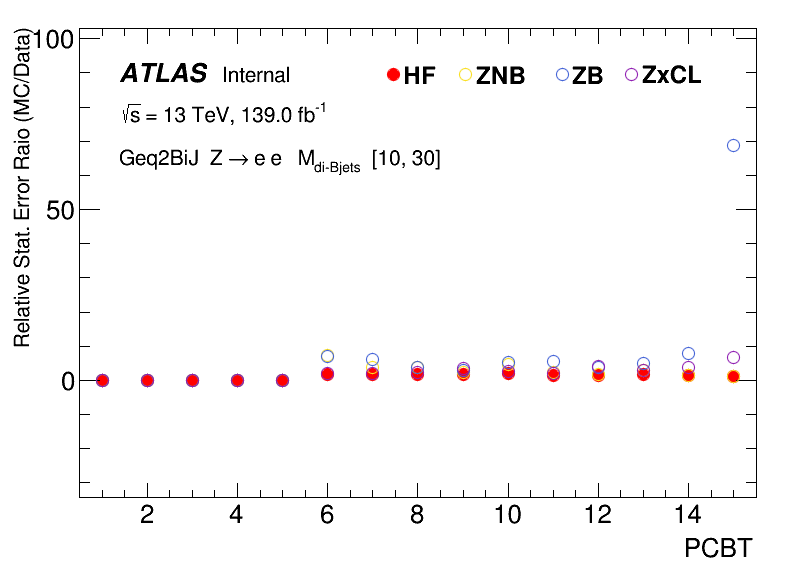 Relative Stat. Error Raio (MC/Data)
100
50
0
ATLAS Internal
HF ZNB ZB ZxCL
√s = 13 TeV, 139.0 fb⁻¹
Geq2BiJ Z → e e M_di-Bjets [10, 30]
2 4 6 8 10 12 14
PCBT